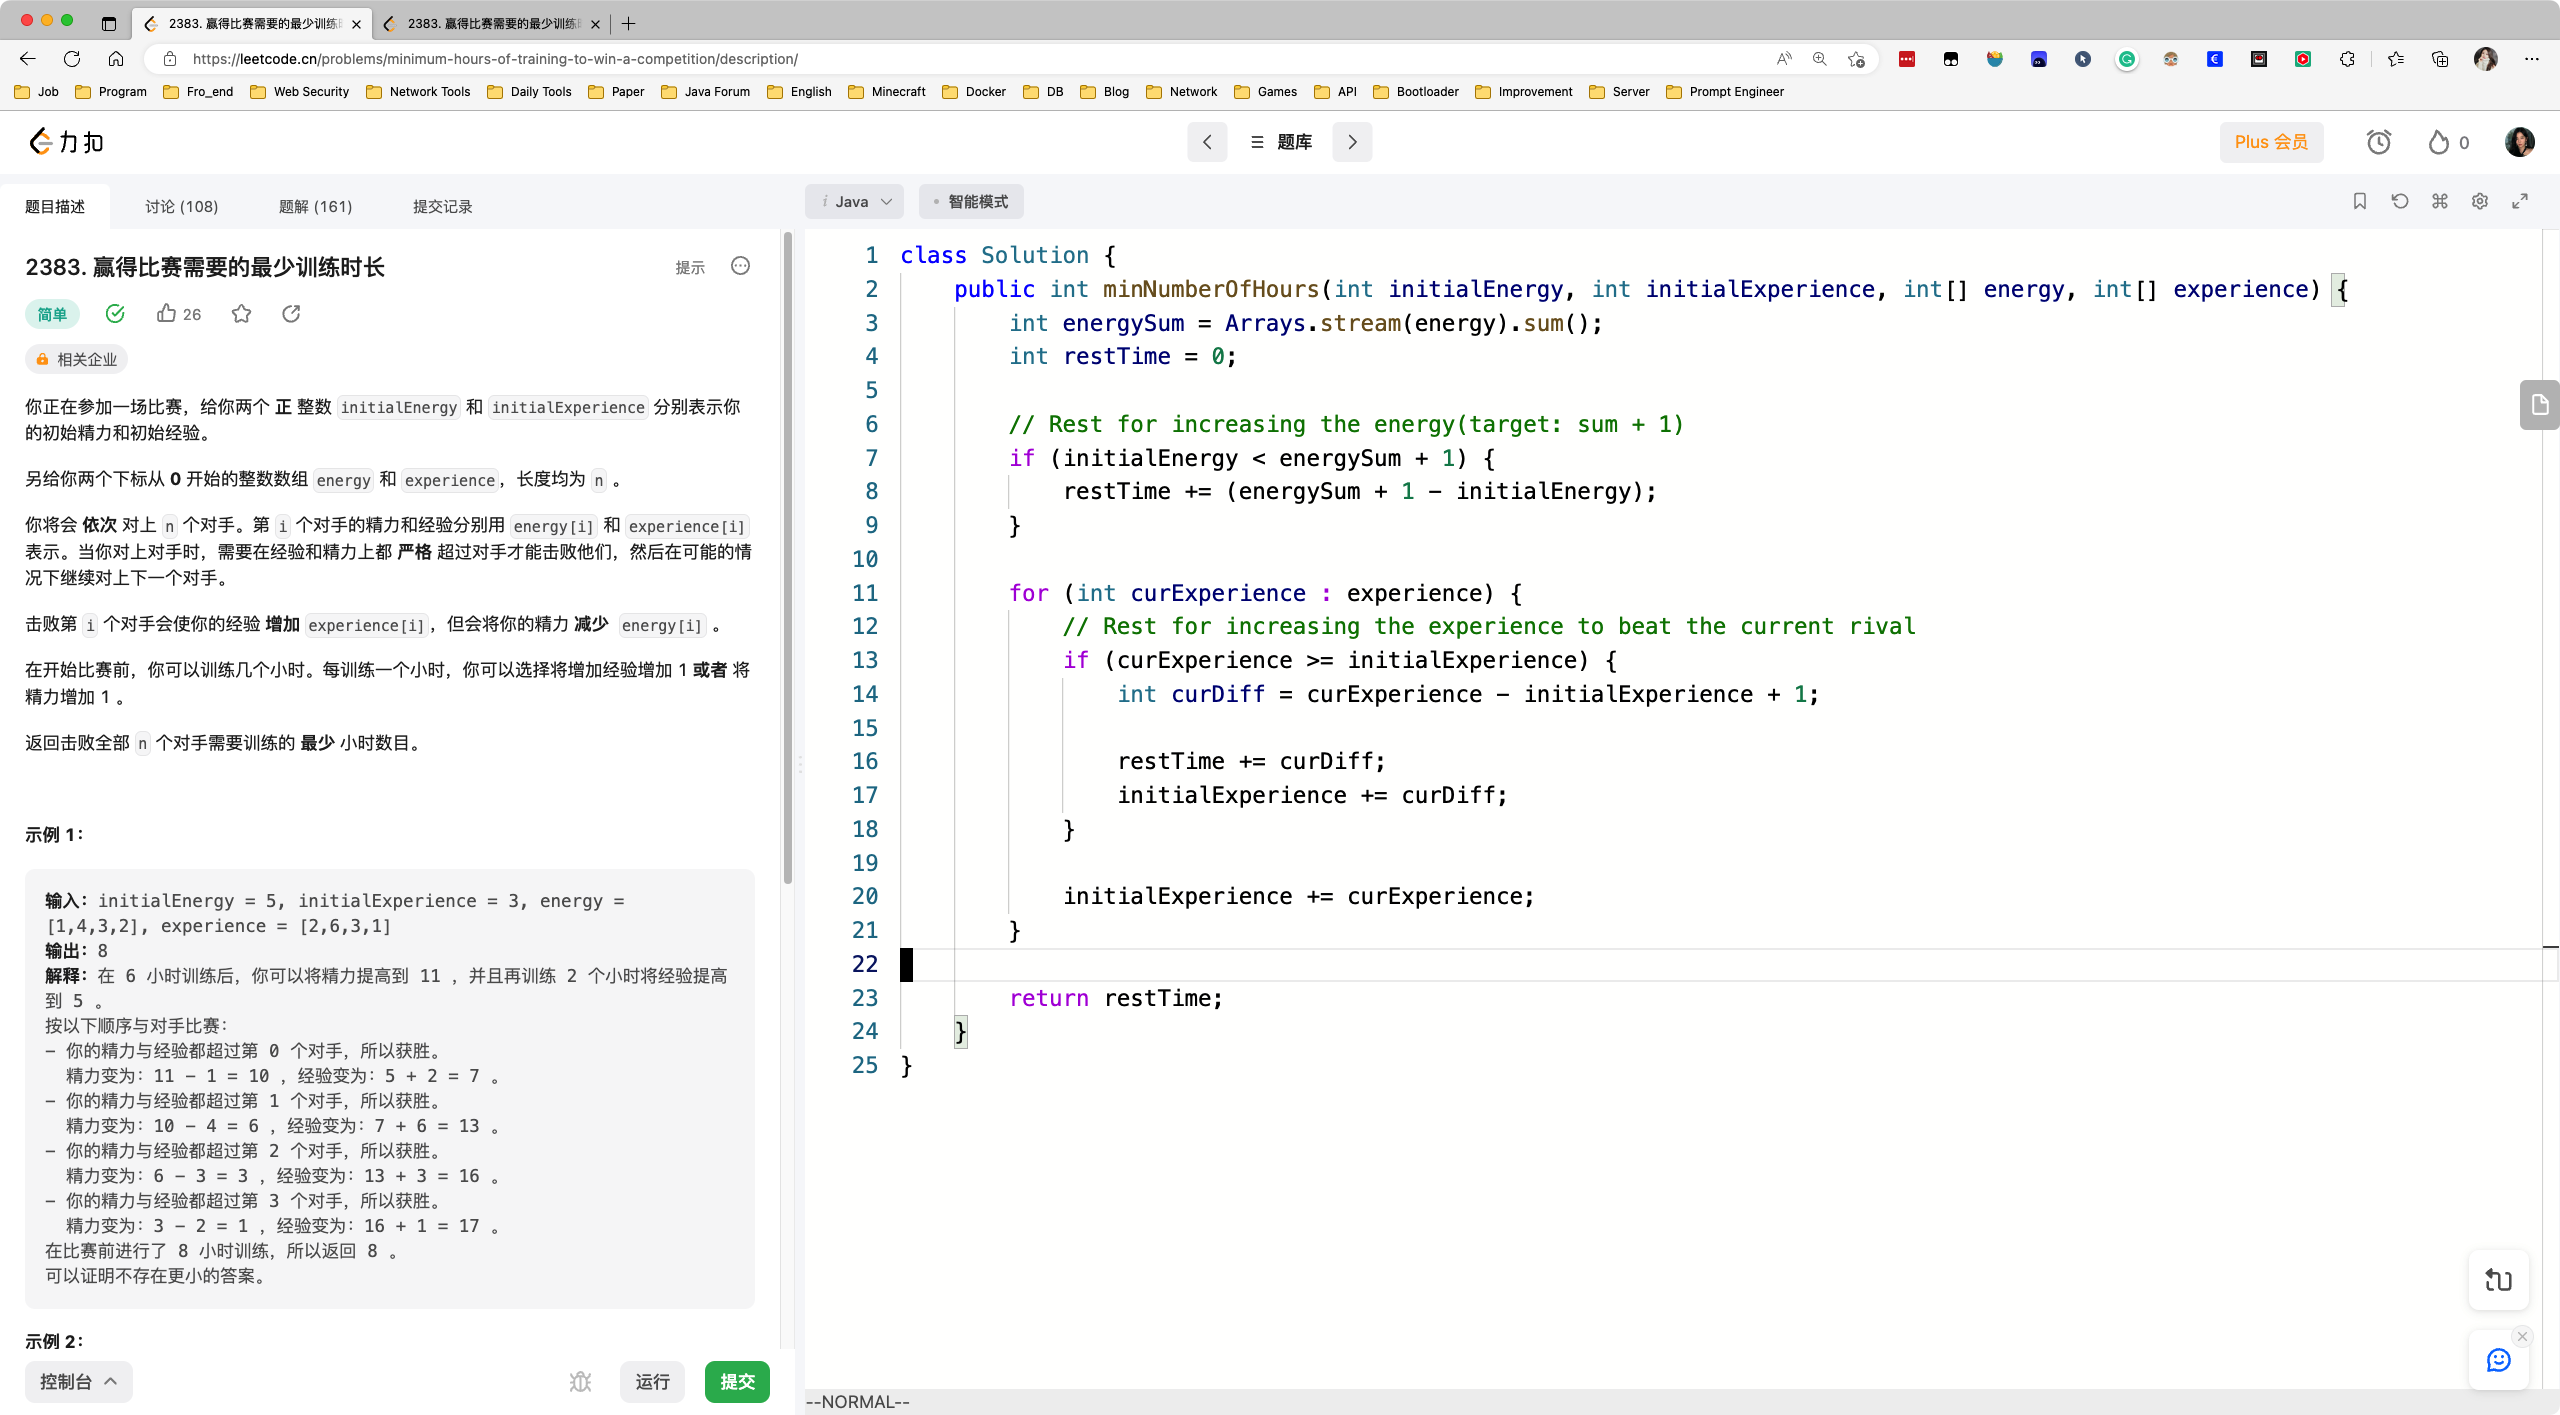 2383. 赢得比赛需要的最少训练时
2383. 赢得比赛需要的最少训练
https://leetcode.cn/problems/minimum-hours-of-training-to-win-a-competition/description/
Job Program Fro_end Web Security Network Tools Daily Tools Paper Java Forum English Minecraft Docker DB Blog Network Games API Bootloader Improvement Server Prompt Engineer
力扣
题库
Plus 会员
0
题目描述 讨论 (108) 题解 (161) 提交记录
2383. 赢得比赛需要的最少训练时长
提示
简单 26
相关企业
你正在参加一场比赛，给你两个 正 整数 initialEnergy 和 initialExperience 分别表示你
的初始精力和初始经验。
另给你两个下标从 0 开始的整数数组 energy 和 experience，长度均为 n 。
你将会 依次 对上 n 个对手。第 i 个对手的精力和经验分别用 energy[i] 和 experience[i]
表示。当你对上对手时，需要在经验和精力上都 严格 超过对手才能击败他们，然后在可能的情
况下继续对上下一个对手。
击败第 i 个对手会使你的经验 增加 experience[i]，但会将你的精力 减少 energy[i] 。
在开始比赛前，你可以训练几个小时。每训练一个小时，你可以选择将增加经验增加 1 或者 将
精力增加 1 。
返回击败全部 n 个对手需要训练的 最少 小时数目。
示例 1：
输入：initialEnergy = 5, initialExperience = 3, energy =
[1,4,3,2], experience = [2,6,3,1]
输出：8
解释：在 6 小时训练后，你可以将精力提高到 11 ，并且再训练 2 个小时将经验提高
到 5 。
按以下顺序与对手比赛：
- 你的精力与经验都超过第 0 个对手，所以获胜。
精力变为：11 - 1 = 10 ，经验变为：5 + 2 = 7 。
- 你的精力与经验都超过第 1 个对手，所以获胜。
精力变为：10 - 4 = 6 ，经验变为：7 + 6 = 13 。
- 你的精力与经验都超过第 2 个对手，所以获胜。
精力变为：6 - 3 = 3 ，经验变为：13 + 3 = 16 。
- 你的精力与经验都超过第 3 个对手，所以获胜。
精力变为：3 - 2 = 1 ，经验变为：16 + 1 = 17 。
在比赛前进行了 8 小时训练，所以返回 8 。
可以证明不存在更小的答案。
示例 2：
控制台 运行 提交
i Java 智能模式
1 class Solution {
2 public int minNumberOfHours(int initialEnergy, int initialExperience, int[] energy, int[] experience) {
3 int energySum = Arrays.stream(energy).sum();
4 int restTime = 0;
5
6 // Rest for increasing the energy(target: sum + 1)
7 if (initialEnergy < energySum + 1) {
8 restTime += (energySum + 1 - initialEnergy);
9 }
10
11 for (int curExperience : experience) {
12 // Rest for increasing the experience to beat the current rival
13 if (curExperience >= initialExperience) {
14 int curDiff = curExperience - initialExperience + 1;
15
16 restTime += curDiff;
17 initialExperience += curDiff;
18 }
19
20 initialExperience += curExperience;
21 }
22
23 return restTime;
24 }
25 }
--NORMAL--